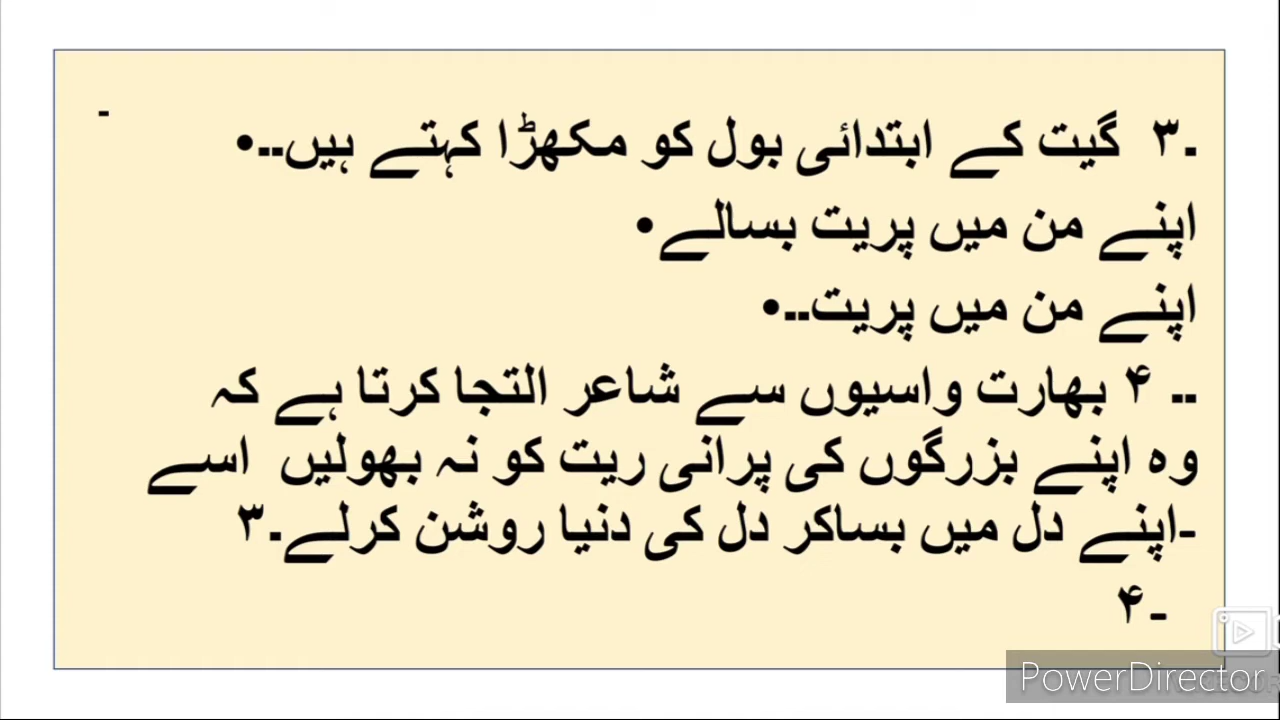 -
۳۔ گیت کے ابتدائی بول کو مکھڑا کہتے ہیں۔۔•
اپنے من میں پریت بسالے•
اپنے من میں پریت۔۔•
۔۔ ۴ بھارت واسیوں سے شاعر التجا کرتا ہے کہ
وہ اپنے بزرگوں کی پرانی ریت کو نہ بھولیں اسے
-اپنے دل میں بساکر دل کی دنیا روشن کرلے۔۳
۴-
PowerDirector